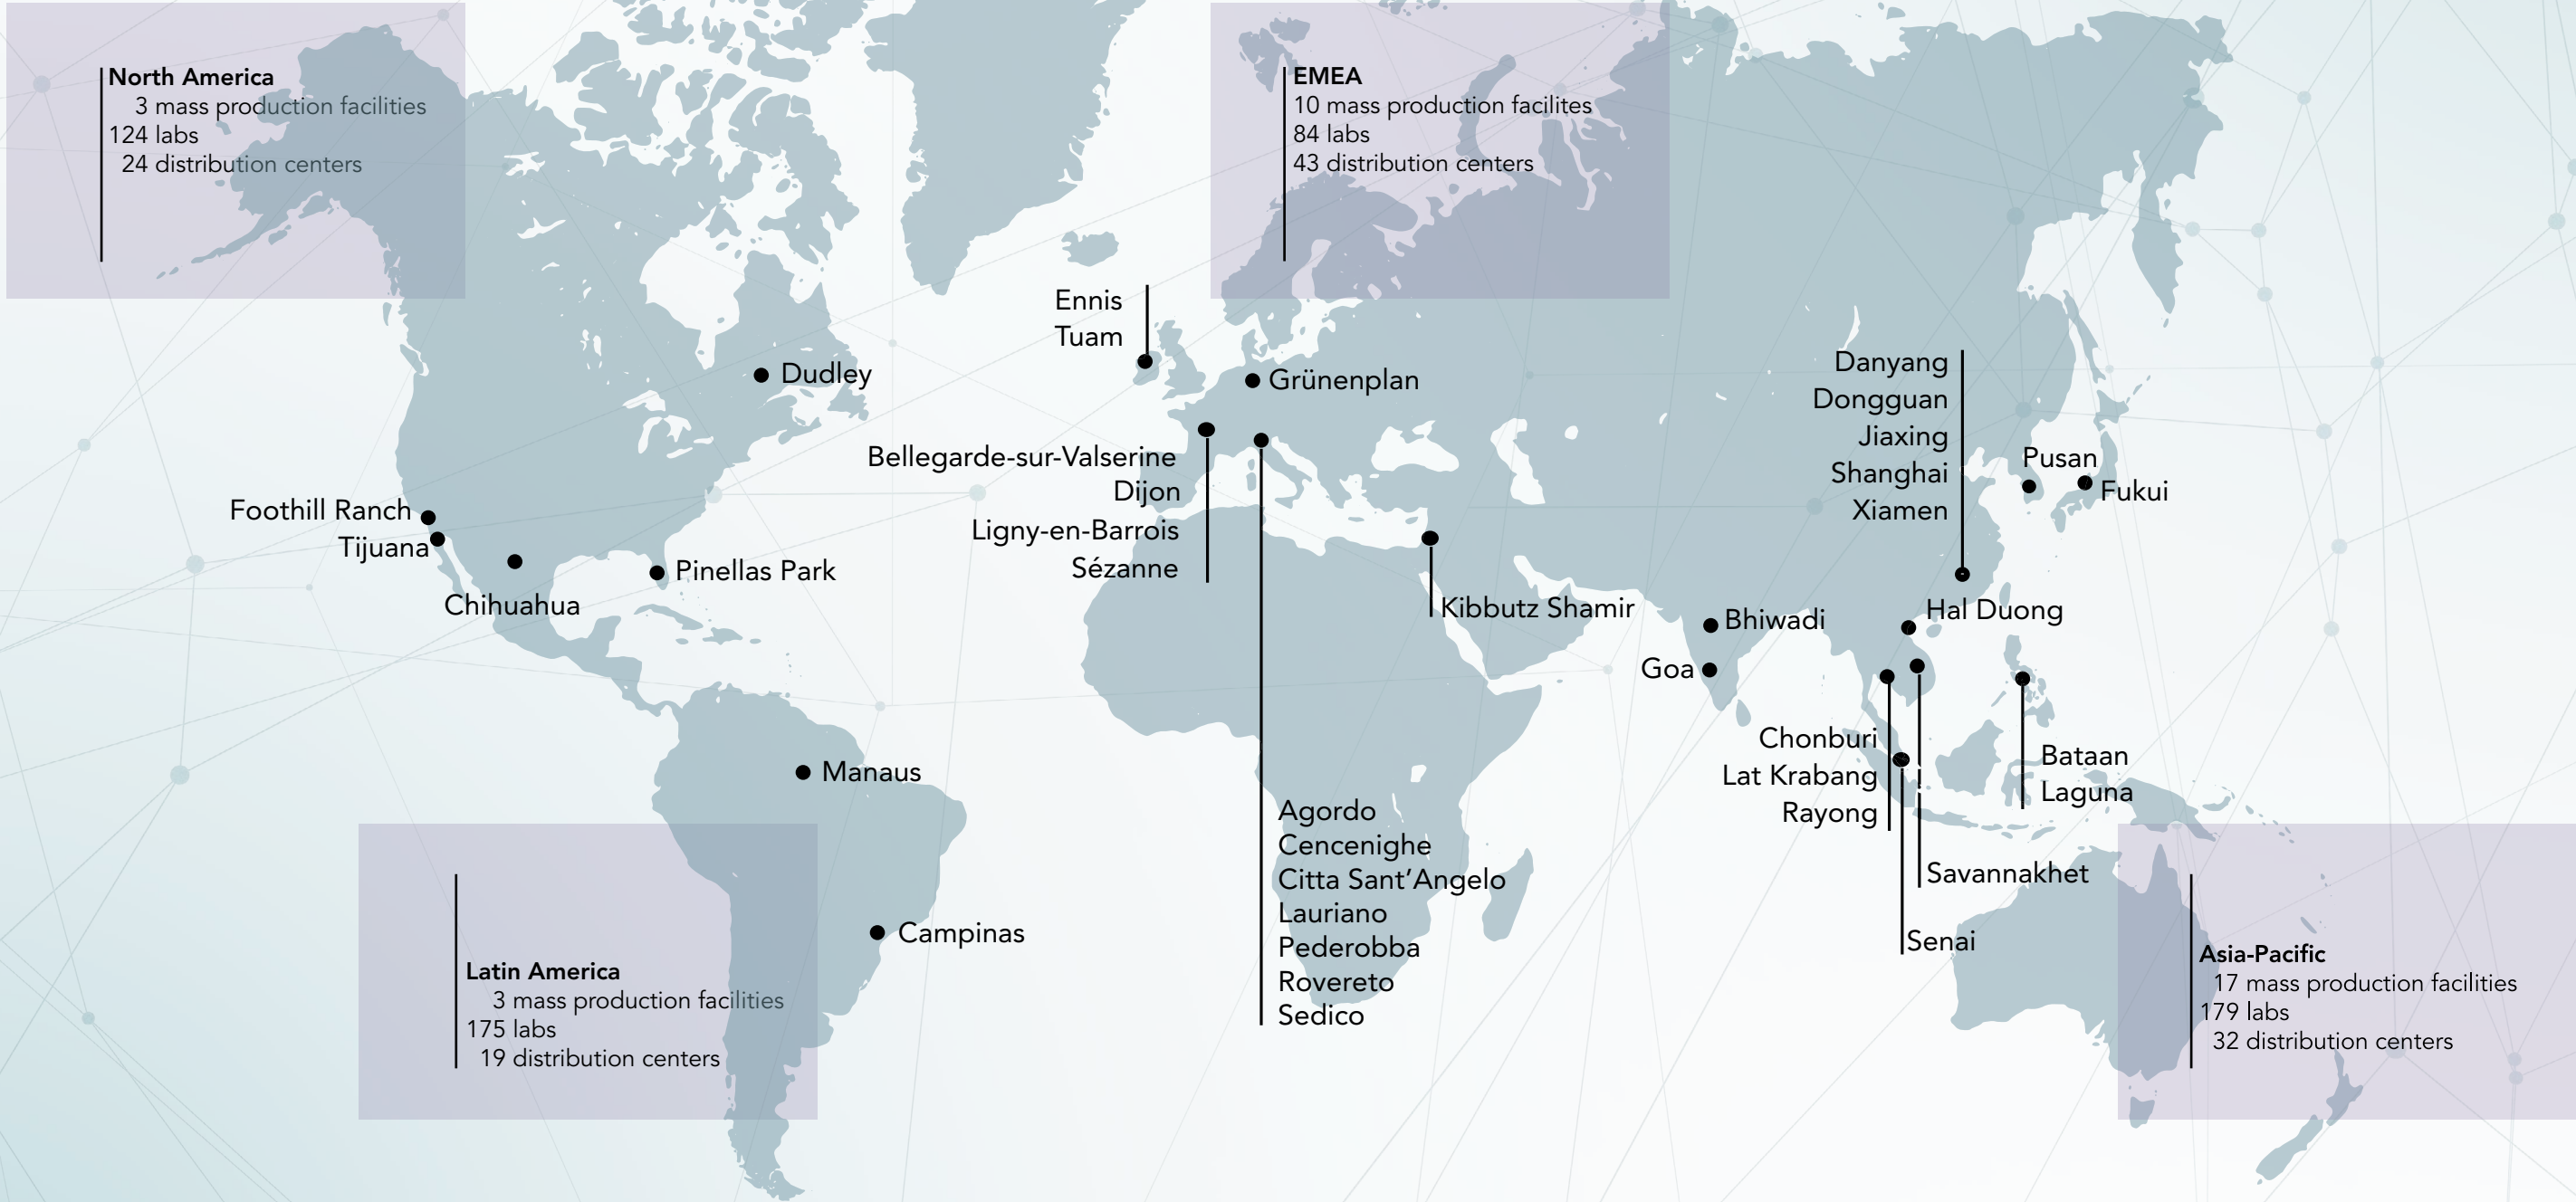 North America
3 mass production facilities
124 labs
24 distribution centers
EMEA
10 mass production facilites
84 labs
43 distribution centers
Ennis
Tuam
Dudley
Grünenplan
Bellegarde-sur-Valserine
Dijon
Ligny-en-Barrois
Sézanne
Foothill Ranch
Tijuana
Chihuahua
Pinellas Park
Kibbutz Shamir
Danyang
Dongguan
Jiaxing
Shanghai
Xiamen
Pusan
Fukui
Hal Duong
Bhiwadi
Goa
Chonburi
Lat Krabang
Rayong
Bataan
Laguna
Savannakhet
Senai
Manaus
Campinas
Agordo
Cencenighe
Citta Sant’Angelo
Lauriano
Pederobba
Rovereto
Sedico
Latin America
3 mass production facilities
175 labs
19 distribution centers
Asia-Pacific
17 mass production facilities
179 labs
32 distribution centers